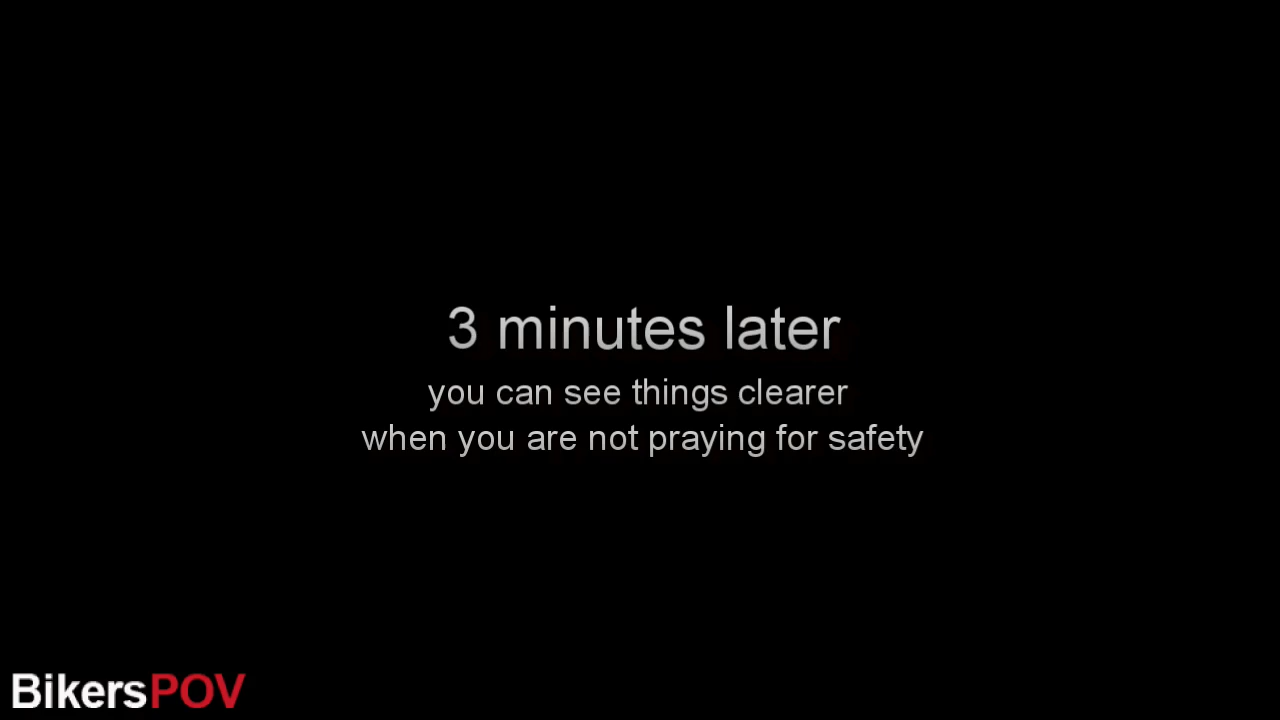 3 minutes later
you can see things clearer
when you are not praying for safety
BikersPOV